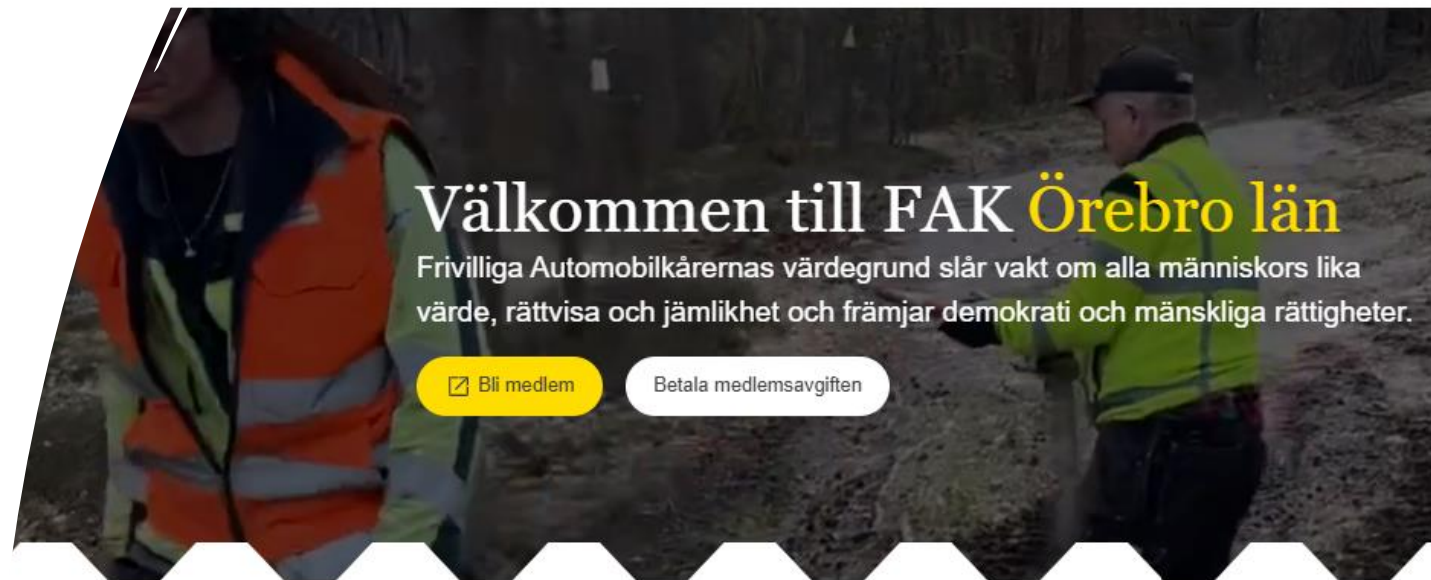 Välkommen till FAK Örebro län
Frivilliga Automobilkårernas värdegrund slår vakt om alla människors lika
värde, rättvisa och jämlikhet och främjar demokrati och mänskliga rättigheter.
Bli medlem
Betala medlemsavgiften